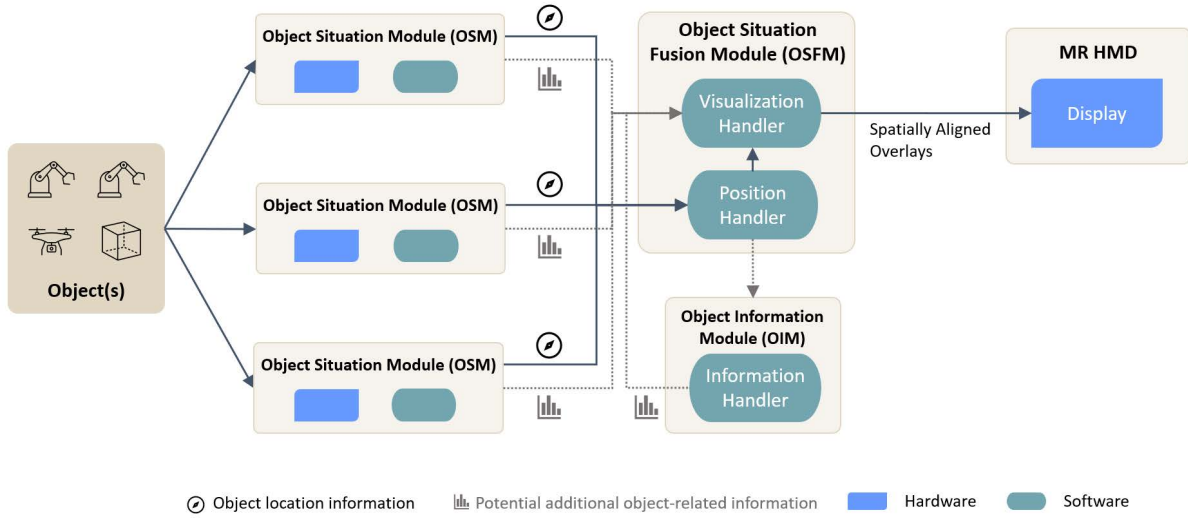 Object(s)
Object Situation Module (OSM)
Object Situation Module (OSM)
Object Situation Module (OSM)
Object Situation
Fusion Module (OSFM)
Visualization
Handler
Position
Handler
Object Information
Module (OIM)
Information
Handler
Spatially Aligned
Overlays
MR HMD
Display
Object location information
Potential additional object-related information
Hardware
Software